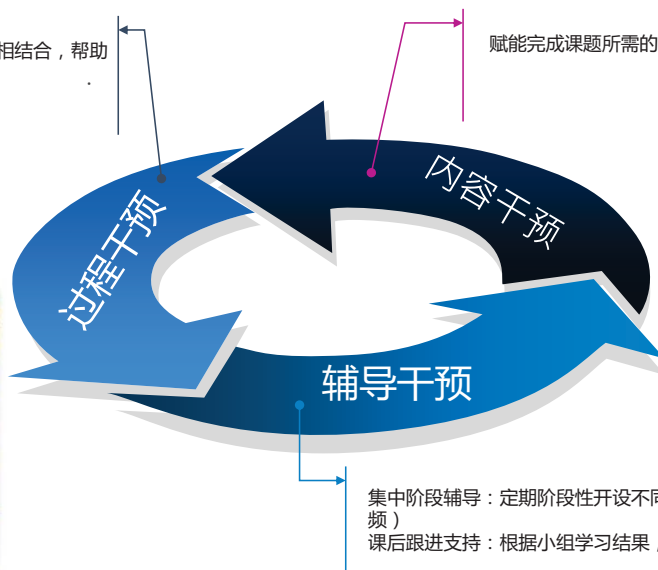 相结合，帮助
.
赋能完成课题所需的
内容干预
过程干预
辅导干预
集中阶段辅导：定期阶段性开设不同
频）
课后跟进支持：根据小组学习结果，